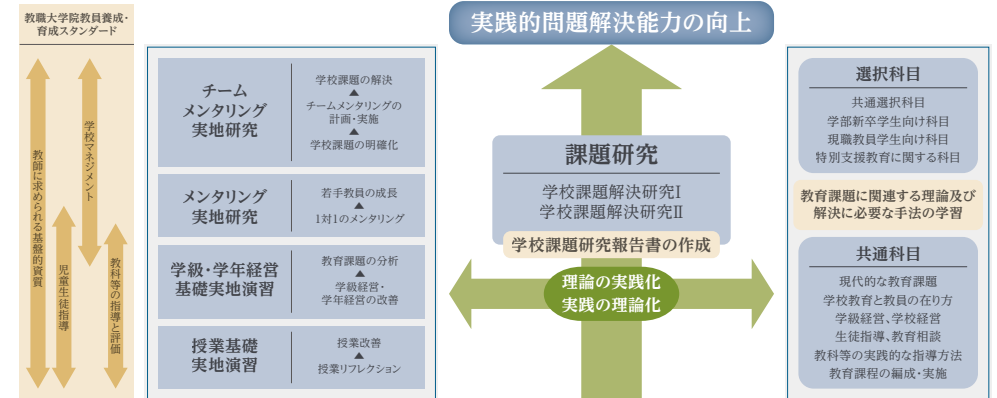 教職大学院教員養成・
育成スタンダード
教師に求められる基盤的資質
児童生徒指導
学校マネジメント
教科等の指導と評価
チーム
メンタリング
実地研究
学校課題の解決
▲
チームメンタリングの
計画・実施
▲
学校課題の明確化
メンタリング
実地研究
若手教員の成長
▲
1対1のメンタリング
学級・学年経営
基礎実地演習
教育課題の分析
▲
学級経営・
学年経営の改善
授業基礎
実地演習
授業改善
▲
授業リフレクション
実践的問題解決能力の向上
課題研究
学校課題解決研究Ⅰ
学校課題解決研究Ⅱ
学校課題研究報告書の作成
理論の実践化
実践の理論化
選択科目
共通選択科目
学部新卒学生向け科目
現職教員学生向け科目
特別支援教育に関する科目
教育課題に関連する理論及び
解決に必要な手法の学習
共通科目
現代的な教育課題
学校教育と教員の在り方
学級経営、学校経営
生徒指導、教育相談
教科等の実践的な指導方法
教育課程の編成・実施